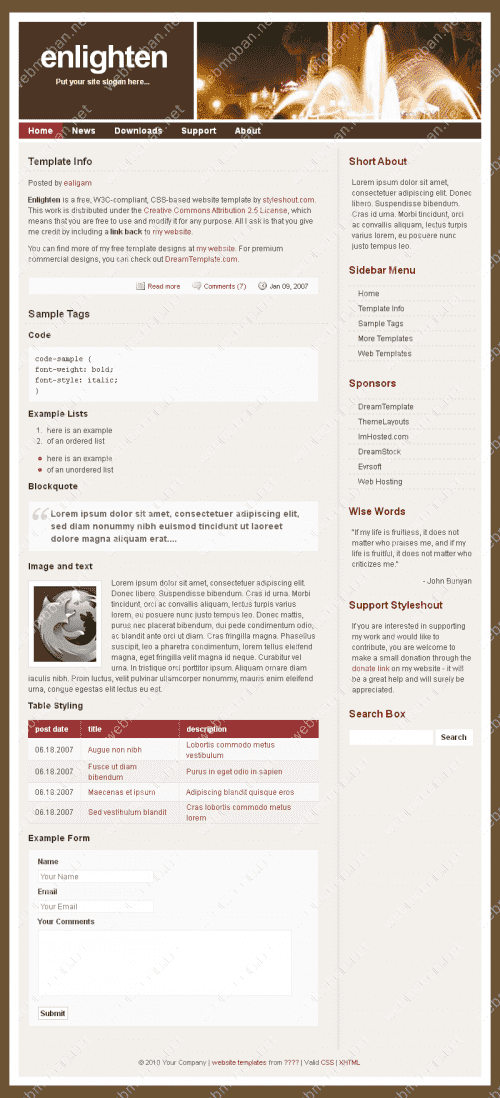 enlighten
Put your site slogan here...
Home News Downloads Support About
Template Info
Posted by ealigam
Enlighten is a free, W3C-compliant, CSS-based website template by styleshout.com.
This work is distributed under the Creative Commons Attribution 2.5 License, which
means that you are free to use and modify it for any purpose. All I ask is that you give
me credit by including a link back to my website.
You can find more of my free template designs at my website. For premium
commercial designs, you can check out DreamTemplate.com.
Read more Comments (7) Jan 09, 2007
Sample Tags
Code
code-sample {
font-weight: bold;
font-style: italic;
}
Example Lists
1. here is an example
2. of an ordered list
here is an example
of an unordered list
Blockquote
Lorem ipsum dolor sit amet, consectetuer adipiscing elit,
sed diam nonummy nibh euismod tincidunt ut laoreet
dolore magna aliquam erat....
Image and text
Lorem ipsum dolor sit amet, consectetuer adipiscing elit.
Donec libero. Suspendisse bibendum. Cras id urna. Morbi
tincidunt, orci ac convallis aliquam, lectus turpis varius
lorem, eu posuere nunc justo tempus leo. Donec mattis,
purus nec placerat bibendum, dui pede condimentum odio,
ac blandit ante orci ut diam. Cras fringilla magna. Phasellus
suscipit, leo a pharetra condimentum, lorem tellus eleifend
magna, eget fringilla velit magna id neque. Curabitur vel
urna. In tristique orci porttitor ipsum. Aliquam ornare diam
iaculis nibh. Proin luctus, velit pulvinar ullamcorper nonummy, mauris enim eleifend
urna, congue egestas elit lectus eu est.
Table Styling
post date title description
06.18.2007 Augue non nibh Lobortis commodo metus
vestibulum
06.18.2007 Fusce ut diam
bibendum Purus in eget odio in sapien
06.18.2007 Maecenas et ipsum Adipiscing blandit quisque eros
06.18.2007 Sed vestibulum blandit Cras lobortis commodo metus
lorem
Example Form
Name
Your Name
Email
Your Email
Your Comments
Submit
Short About
Lorem ipsum dolor sit amet,
consectetuer adipiscing elit. Donec
libero. Suspendisse bibendum.
Cras id urna. Morbi tincidunt, orci
ac convallis aliquam, lectus turpis
varius lorem, eu posuere nunc
justo tempus leo.
Sidebar Menu
Home
Template Info
Sample Tags
More Templates
Web Templates
Sponsors
DreamTemplate
ThemeLayouts
ImHosted.com
DreamStock
Evrsoft
Web Hosting
Wise Words
"If my life is fruitless, it does not
matter who praises me, and if my
life is fruitful, it does not matter who
criticizes me."
- John Bunyan
Support Styleshout
If you are interested in supporting
my work and would like to
contribute, you are welcome to
make a small donation through the
donate link on my website - it will
be a great help and will surely be
appreciated.
Search Box
Search
© 2010 Your Company | website templates from ???? | Valid CSS | XHTML